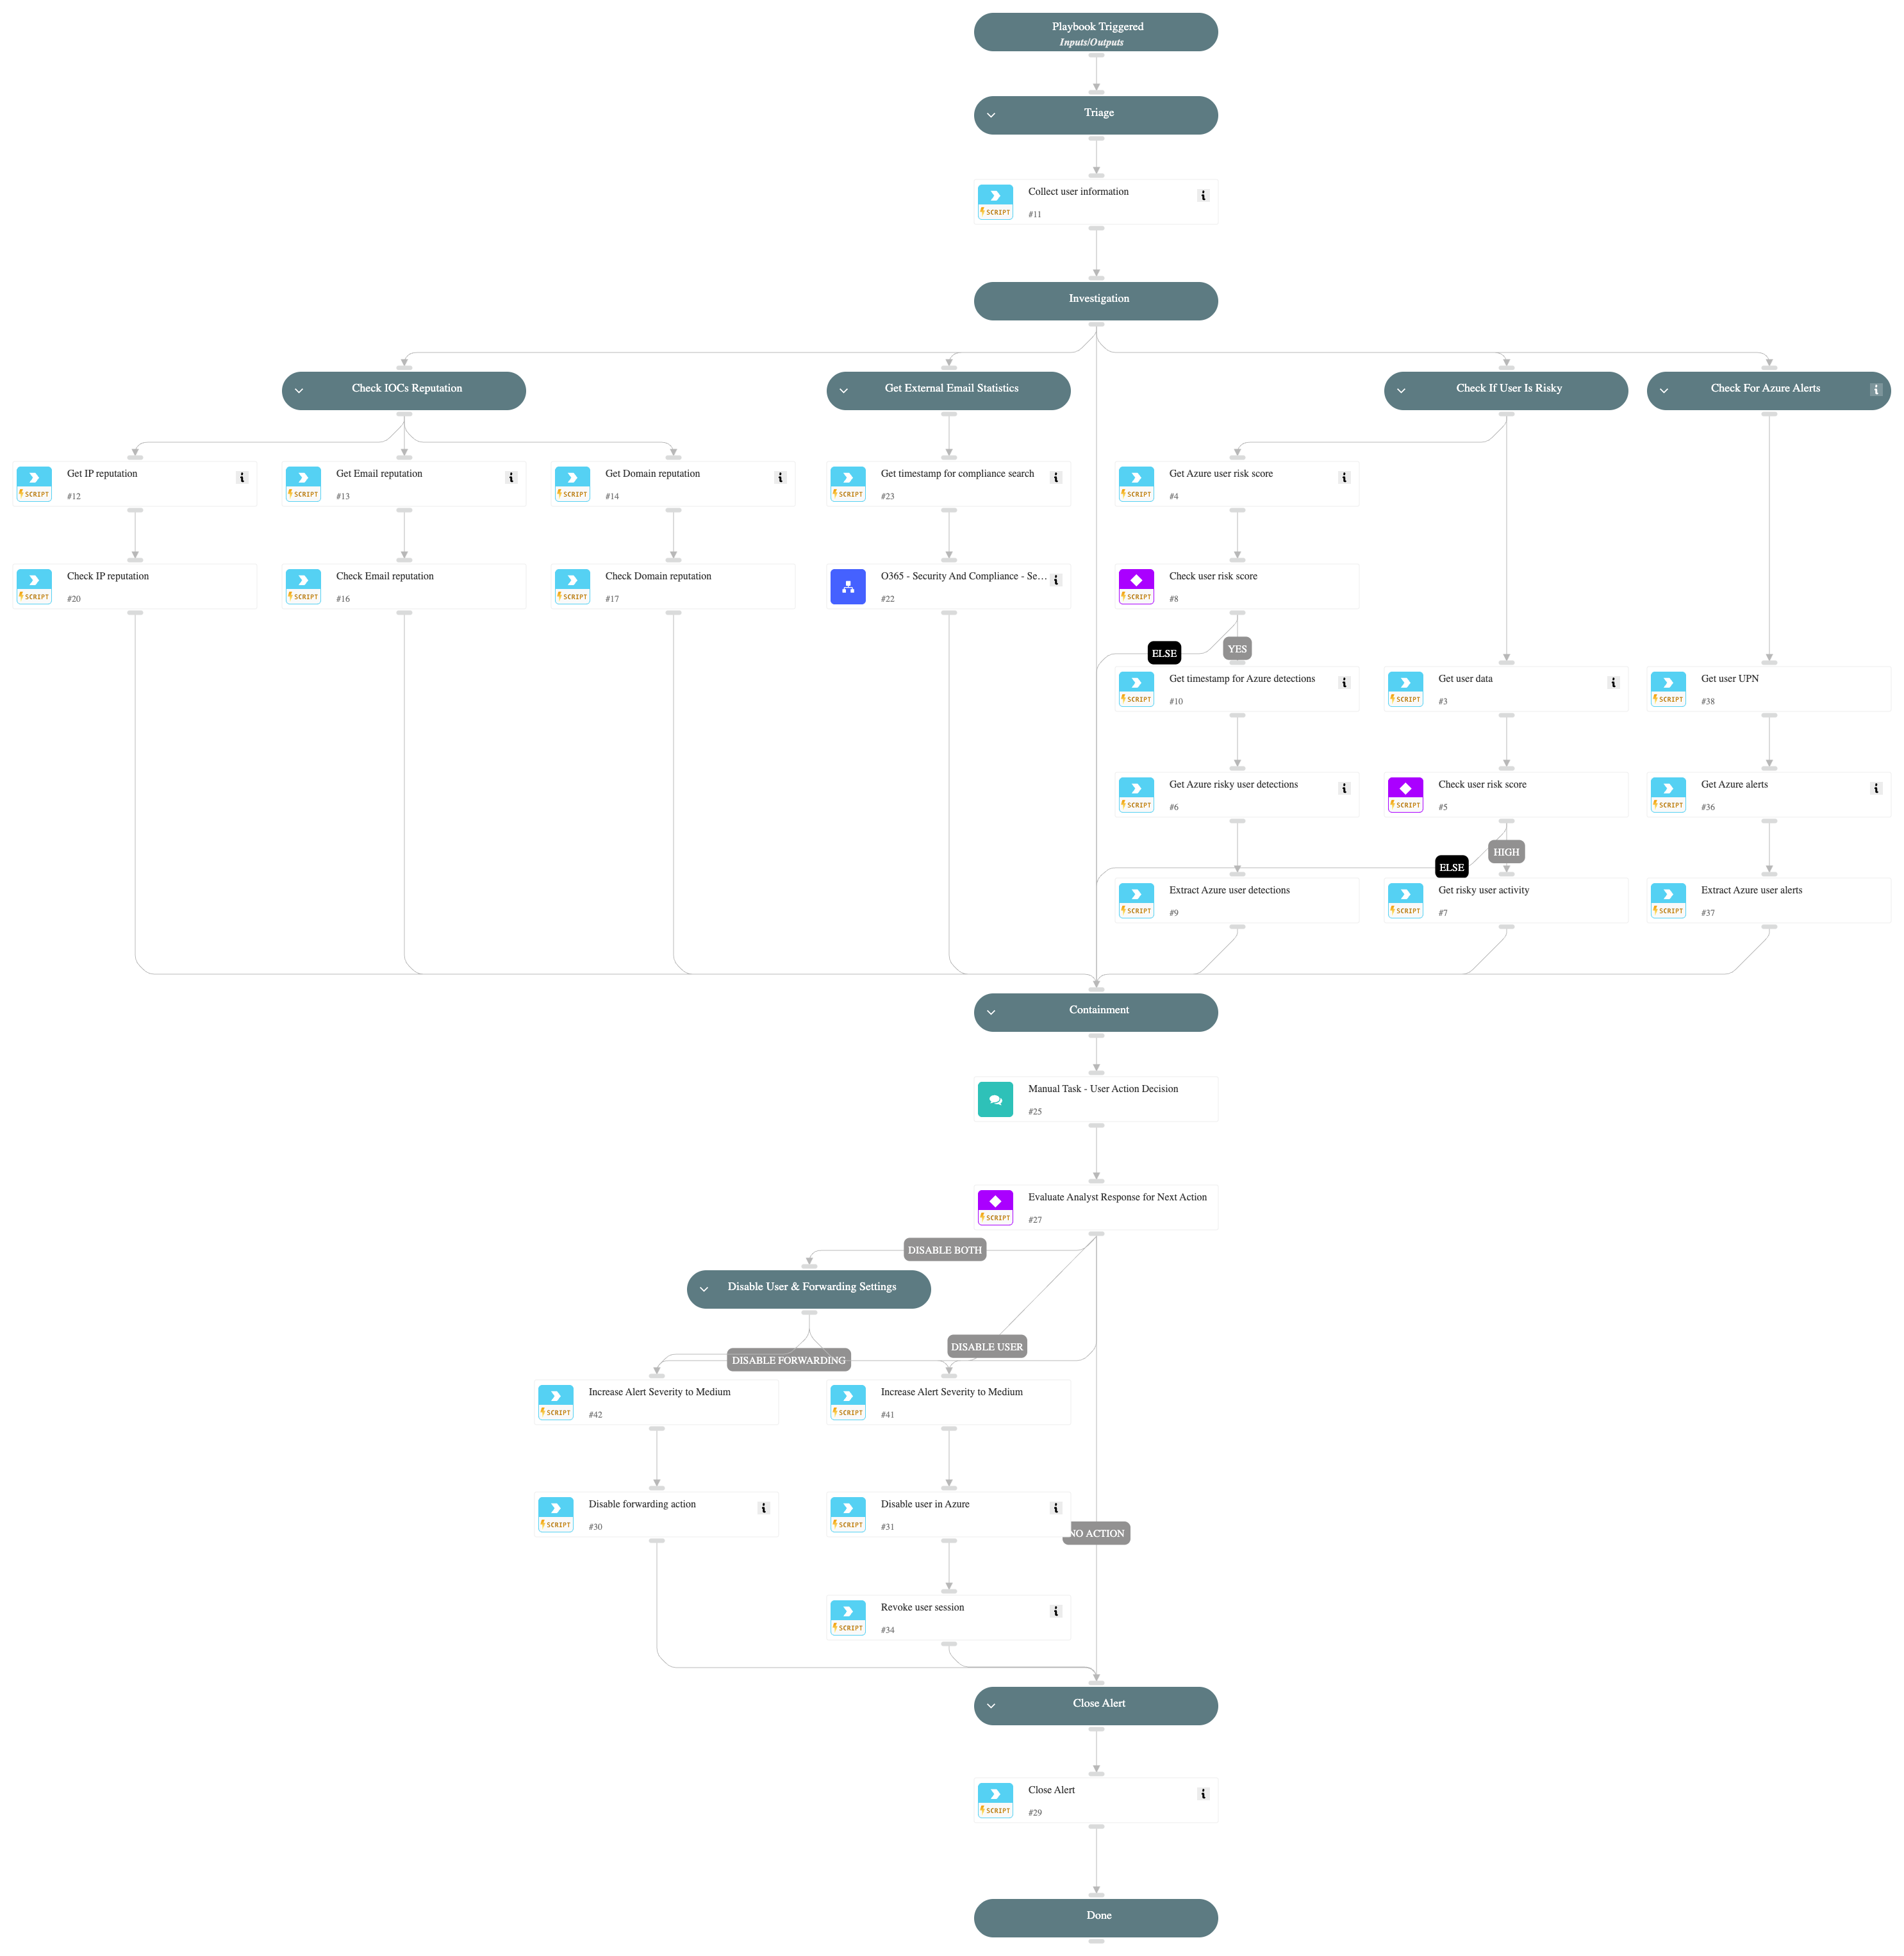 Playbook Triggered
Inputs/Outputs
Triage
Collect user information
SCRIPT
#11
Investigation
Check IOCs Reputation
Get External Email Statistics
Check If User Is Risky
Check For Azure Alerts
Get IP reputation
SCRIPT
#12
Get Email reputation
SCRIPT
#13
Get Domain reputation
SCRIPT
#14
Get timestamp for compliance search
SCRIPT
#23
Get Azure user risk score
SCRIPT
#4
Check IP reputation
SCRIPT
#20
Check Email reputation
SCRIPT
#16
Check Domain reputation
SCRIPT
#17
O365 - Security And Compliance - Se...
#22
Check user risk score
SCRIPT
#8
ELSE
YES
Get timestamp for Azure detections
SCRIPT
#10
Get user data
SCRIPT
#3
Get user UPN
SCRIPT
#38
Get Azure risky user detections
SCRIPT
#6
Check user risk score
SCRIPT
#5
Get Azure alerts
SCRIPT
#36
ELSE
HIGH
Extract Azure user detections
SCRIPT
#9
Get risky user activity
SCRIPT
#7
Extract Azure user alerts
SCRIPT
#37
Containment
Manual Task - User Action Decision
#25
Evaluate Analyst Response for Next Action
SCRIPT
#27
DISABLE BOTH
Disable User & Forwarding Settings
DISABLE USER
DISABLE FORWARDING
Increase Alert Severity to Medium
SCRIPT
#42
Increase Alert Severity to Medium
SCRIPT
#41
Disable forwarding action
SCRIPT
#30
Disable user in Azure
SCRIPT
#31
NO ACTION
Revoke user session
SCRIPT
#34
Close Alert
Close Alert
SCRIPT
#29
Done